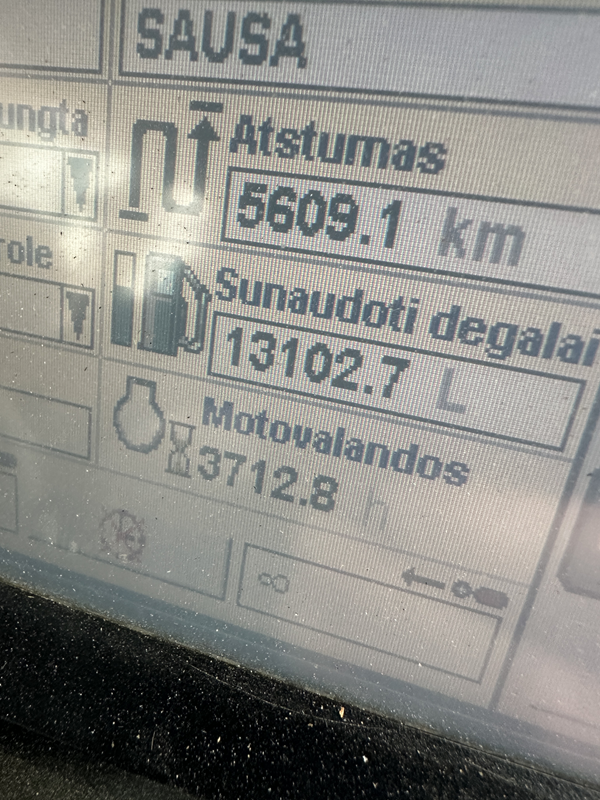 SAUSA
ungta
Atstumas
5609.1 km
role
Sunaudoti degalai
13102.7 L
Motovalandos
3712.8 h
∞